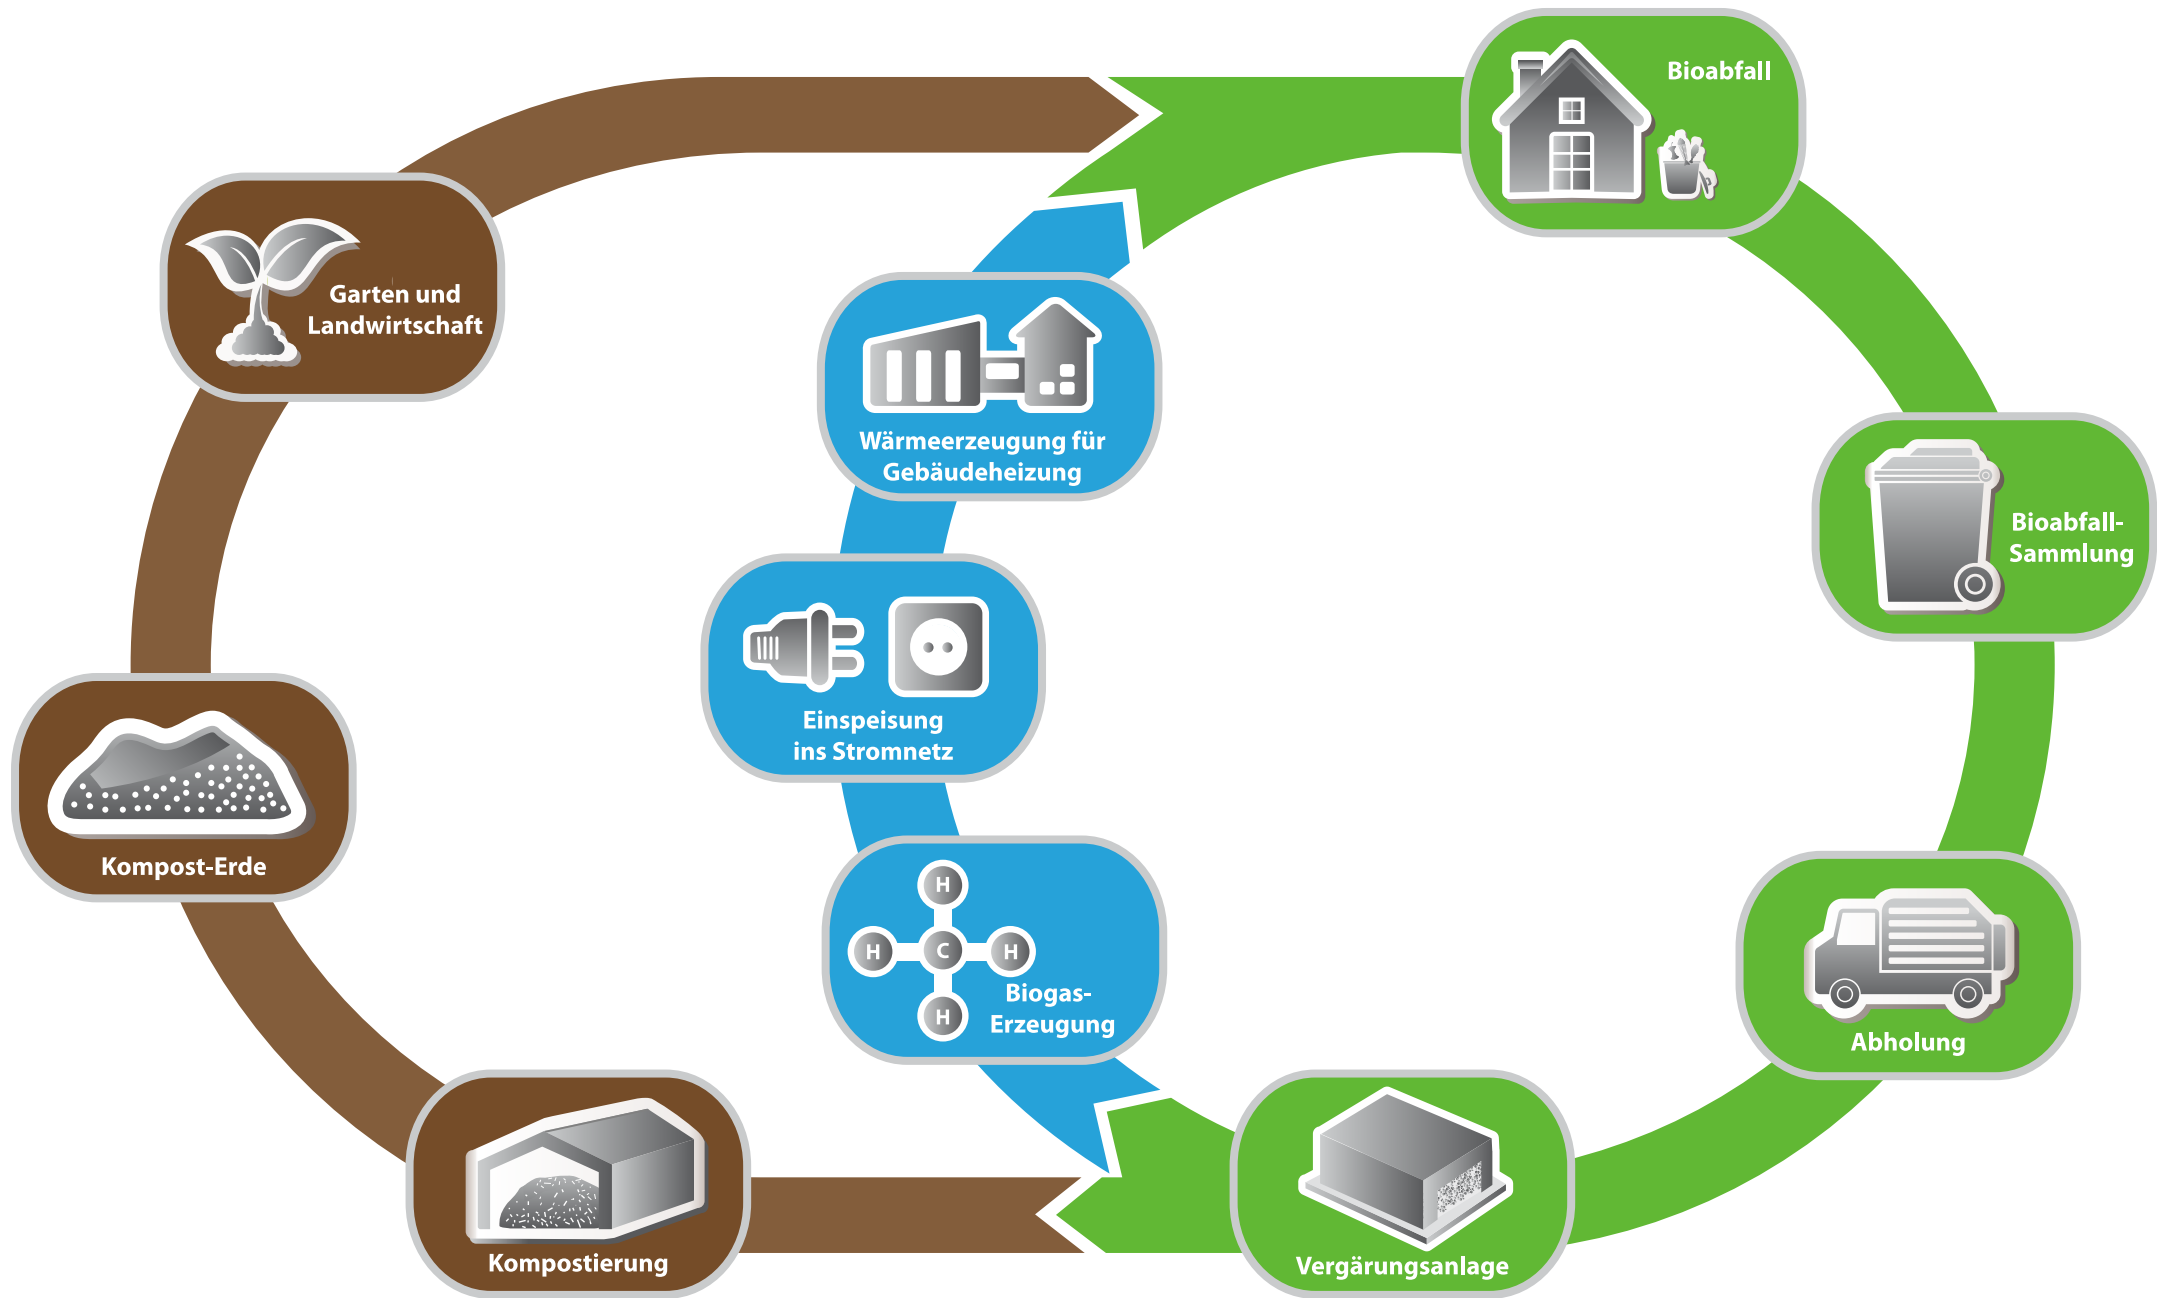 Bioabfall
Garten und
Landwirtschaft
Wärmeerzeugung für
Gebäudeheizung
Bioabfall-
Sammlung
Einspeisung
ins Stromnetz
Kompost-Erde
H
H
C
H
H
Biogas-
Erzeugung
Abholung
Kompostierung
Vergärungsanlage